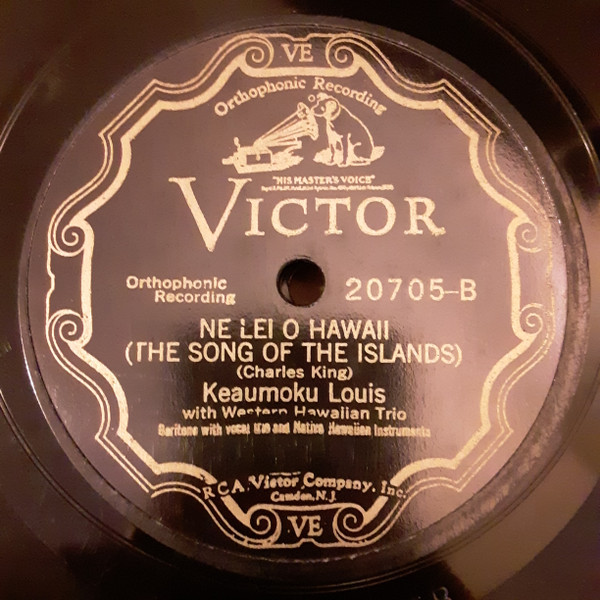 VE
Orthophonic Recording
"HIS MASTER'S VOICE"
VICTOR
Orthophonic
Recording
20705-B
NE LEI O HAWAII
(THE SONG OF THE ISLANDS)
(Charles King)
Keaumoku Louis
with Western Hawaiian Trio
Baritone with vocal trio and Native Hawaiian Instruments
RCA Victor Company, Inc.
Camden, N.J.
VE